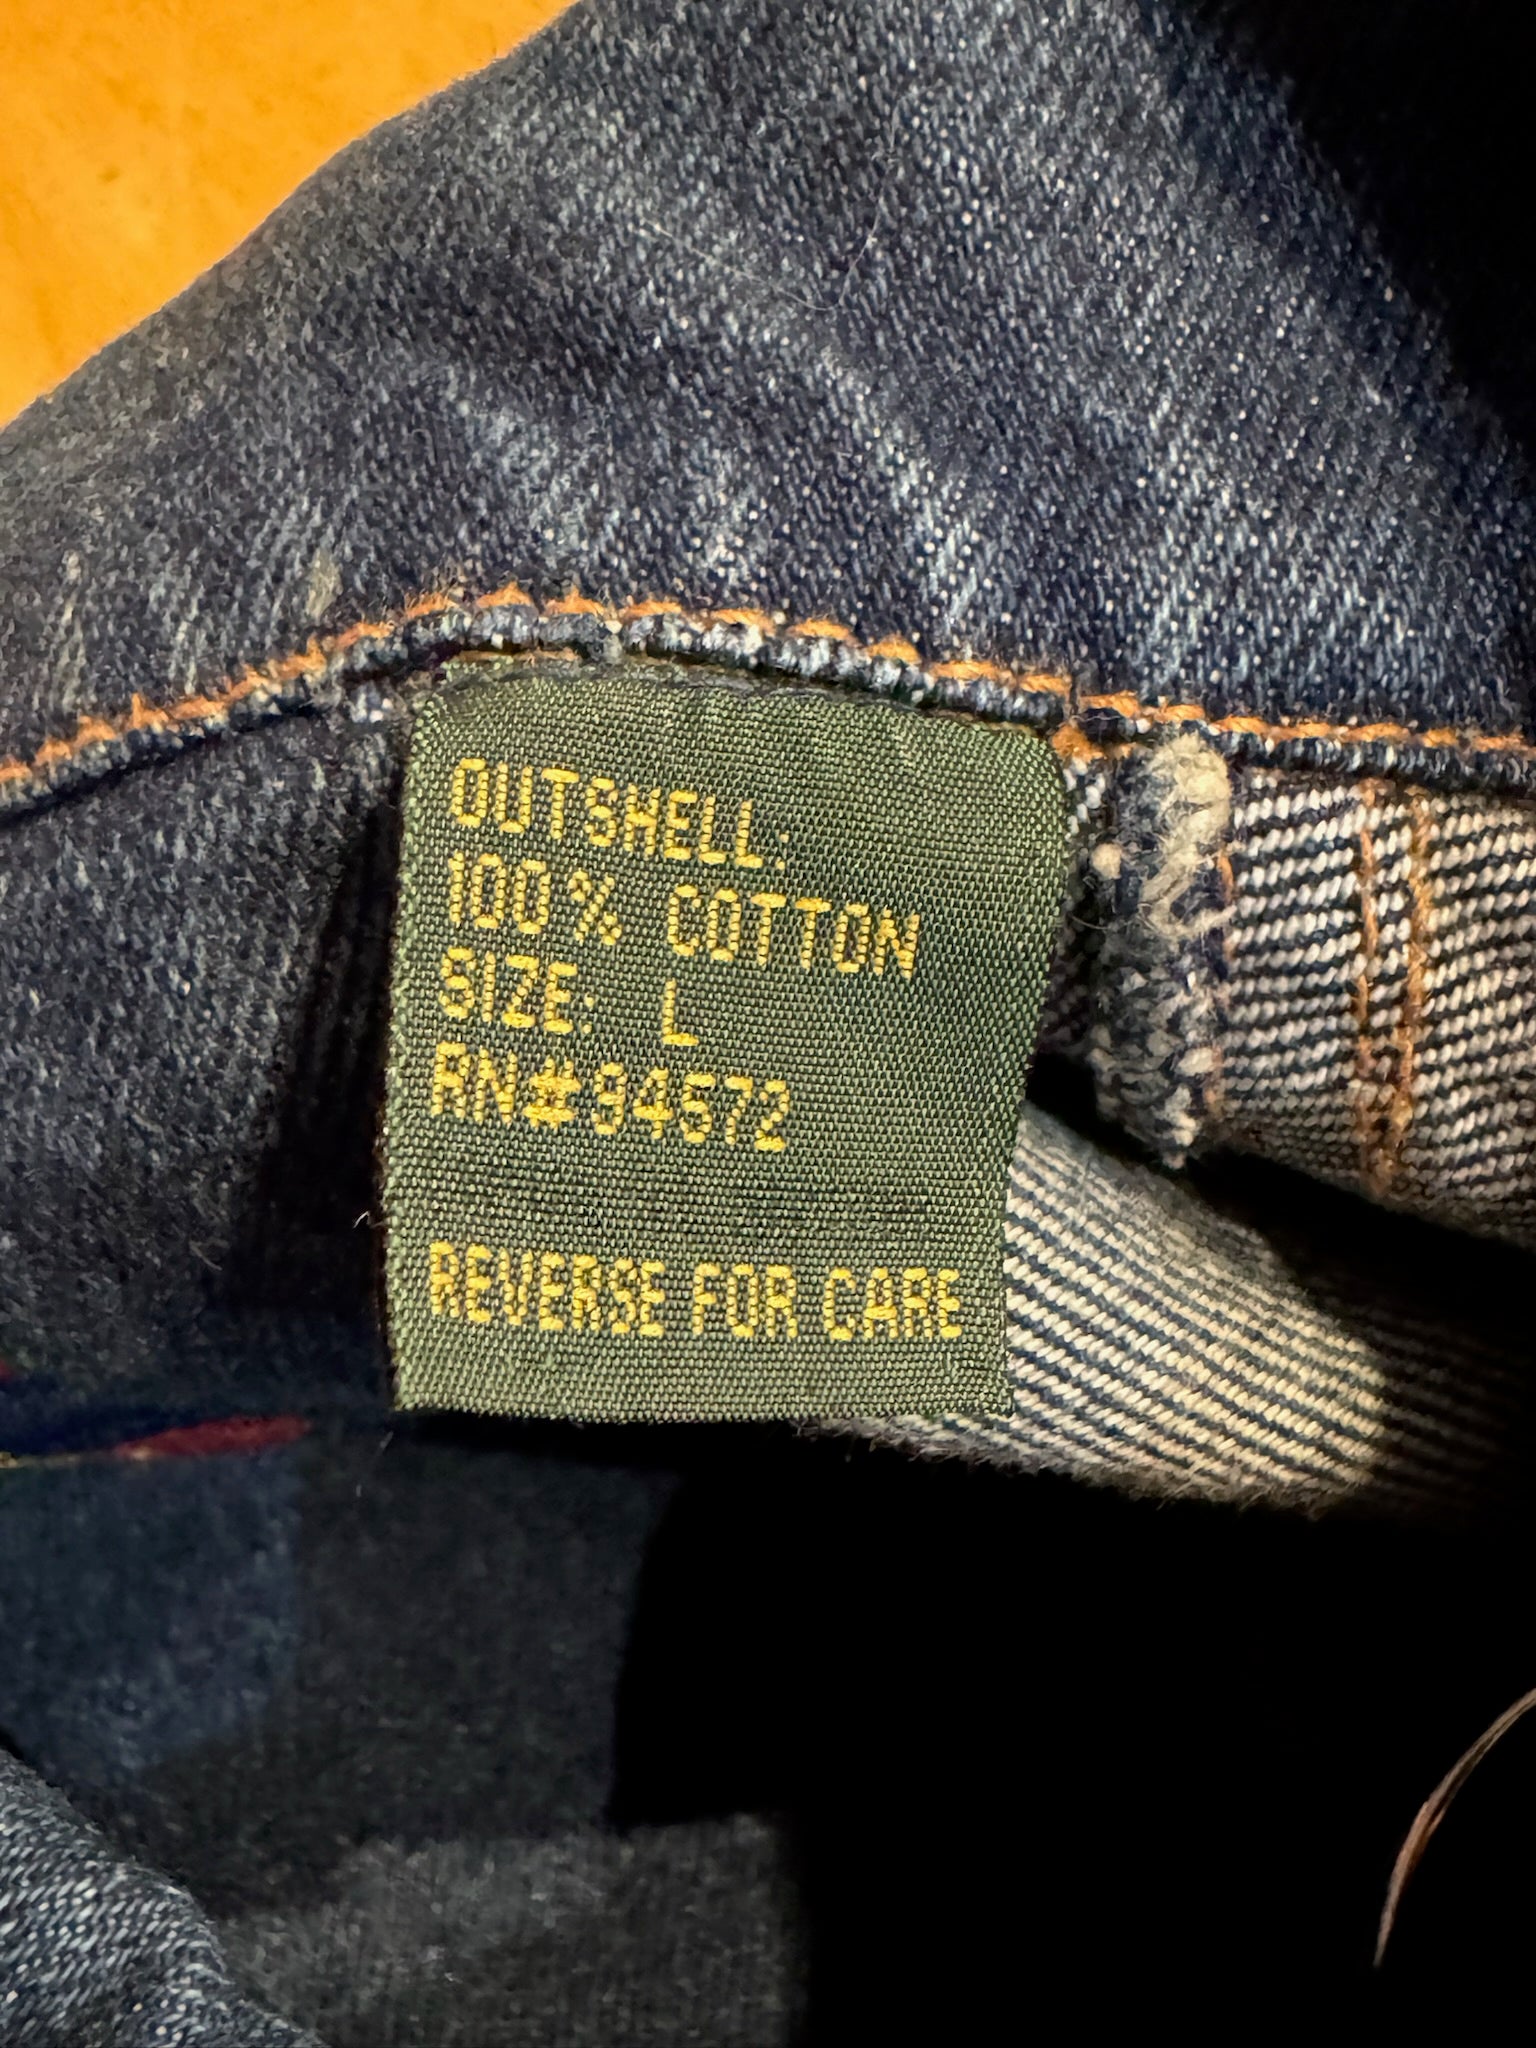 OUTSHELL:
100% COTTON
SIZE: L
RN#94572
REVERSE FOR CARE